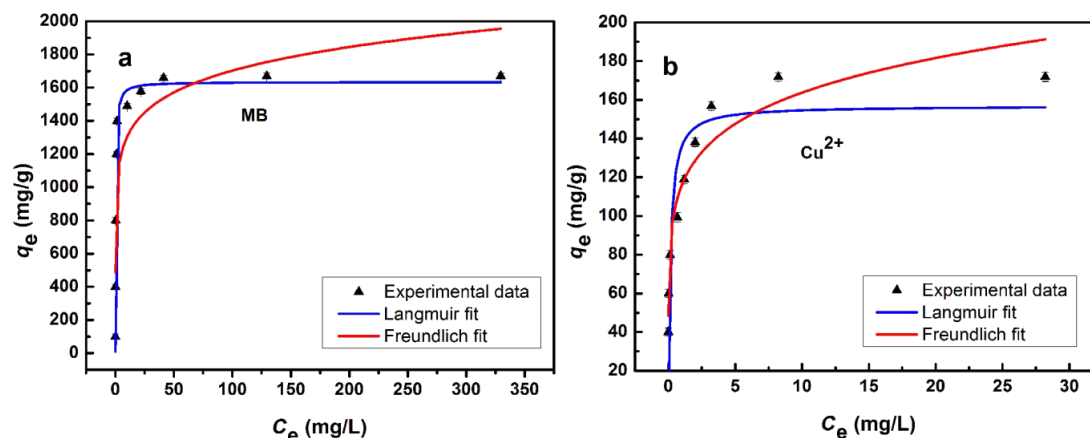 a
MB
qe (mg/g)
2000
1800
1600
1400
1200
1000
800
600
400
200
0
Experimental data
Langmuir fit
Freundlich fit
0 50 100 150 200 250 300 350
Ce (mg/L)
b
Cu2+
qe (mg/g)
200
180
160
140
120
100
80
60
40
20
Experimental data
Langmuir fit
Freundlich fit
0 5 10 15 20 25 30
Ce (mg/L)